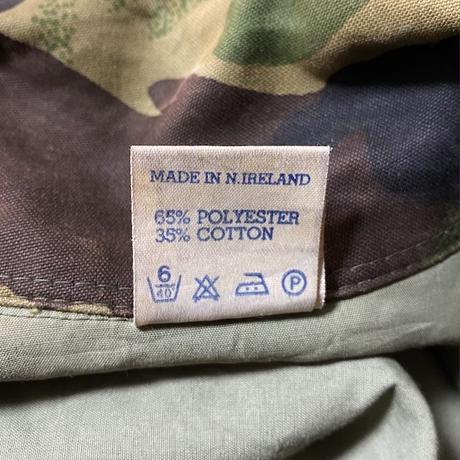 MADE IN N.IRELAND
65% POLYESTER
35% COTTON
6
40
P